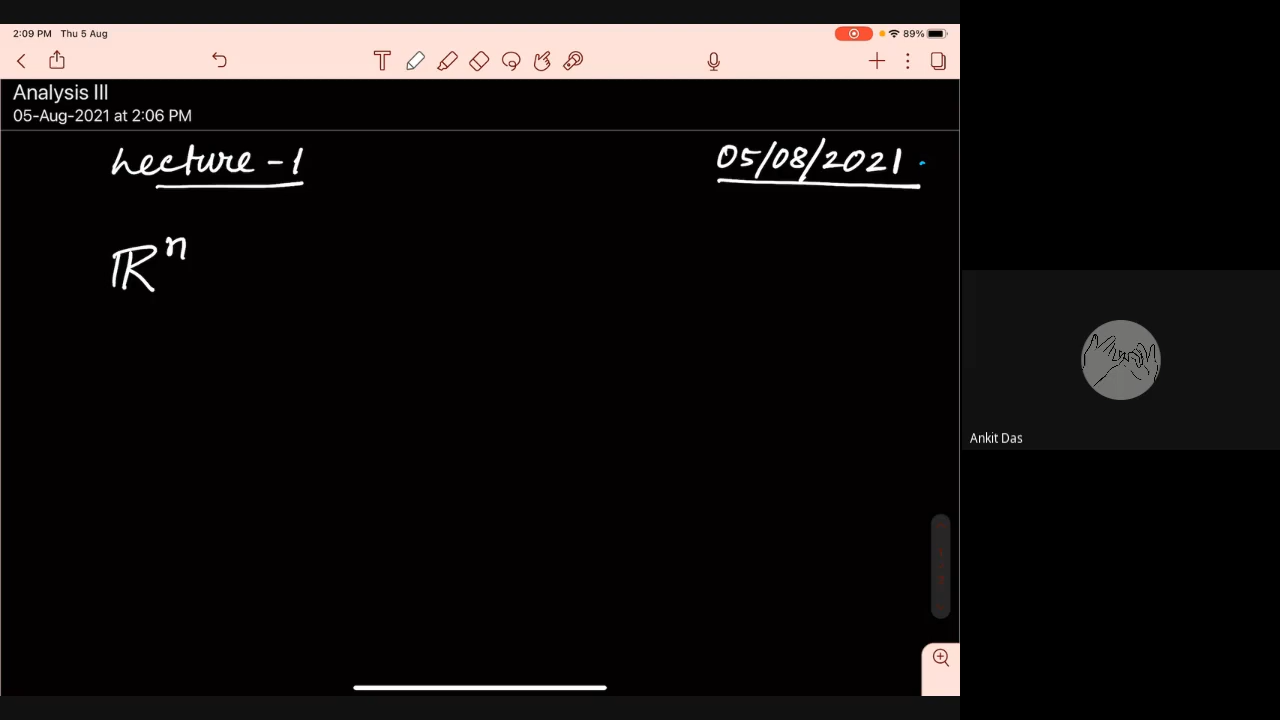 2:09 PM Thu 5 Aug 89%
Analysis III
05-Aug-2021 at 2:06 PM
Lecture - 1 05/08/2021
ℝⁿ
Ankit Das